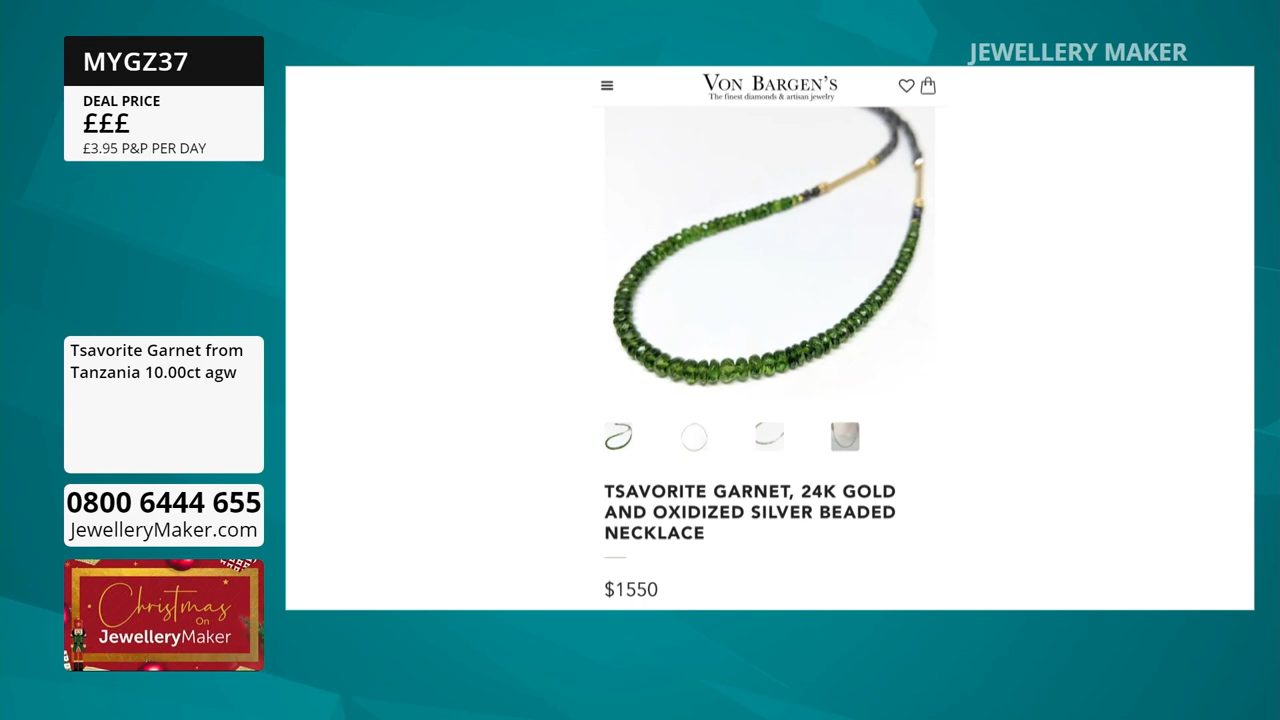 MYGZ37
DEAL PRICE
£££
£3.95 P&P PER DAY
Tsavorite Garnet from
Tanzania 10.00ct agw
0800 6444 655
JewelleryMaker.com
Christmas
On
JewelleryMaker
JEWELLERY MAKER
VON BARGEN'S
The finest diamonds & artisan jewelry
TSAVORITE GARNET, 24K GOLD
AND OXIDIZED SILVER BEADED
NECKLACE
$1550